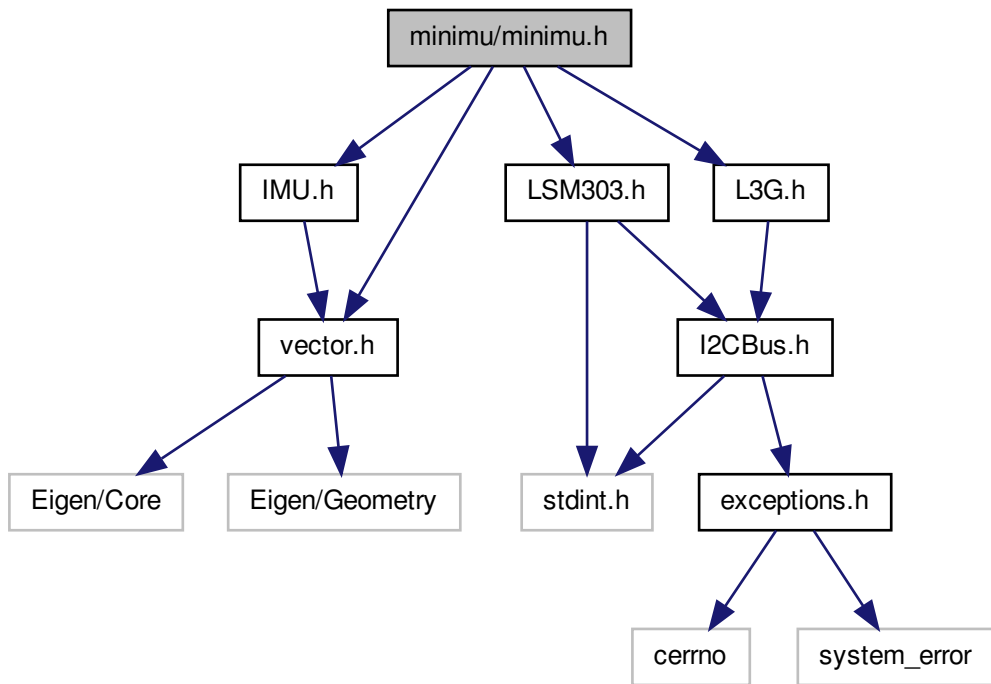 minimu/minimu.h
IMU.h
LSM303.h
L3G.h
vector.h
I2CBus.h
Eigen/Core
Eigen/Geometry
stdint.h
exceptions.h
cerrno
system_error